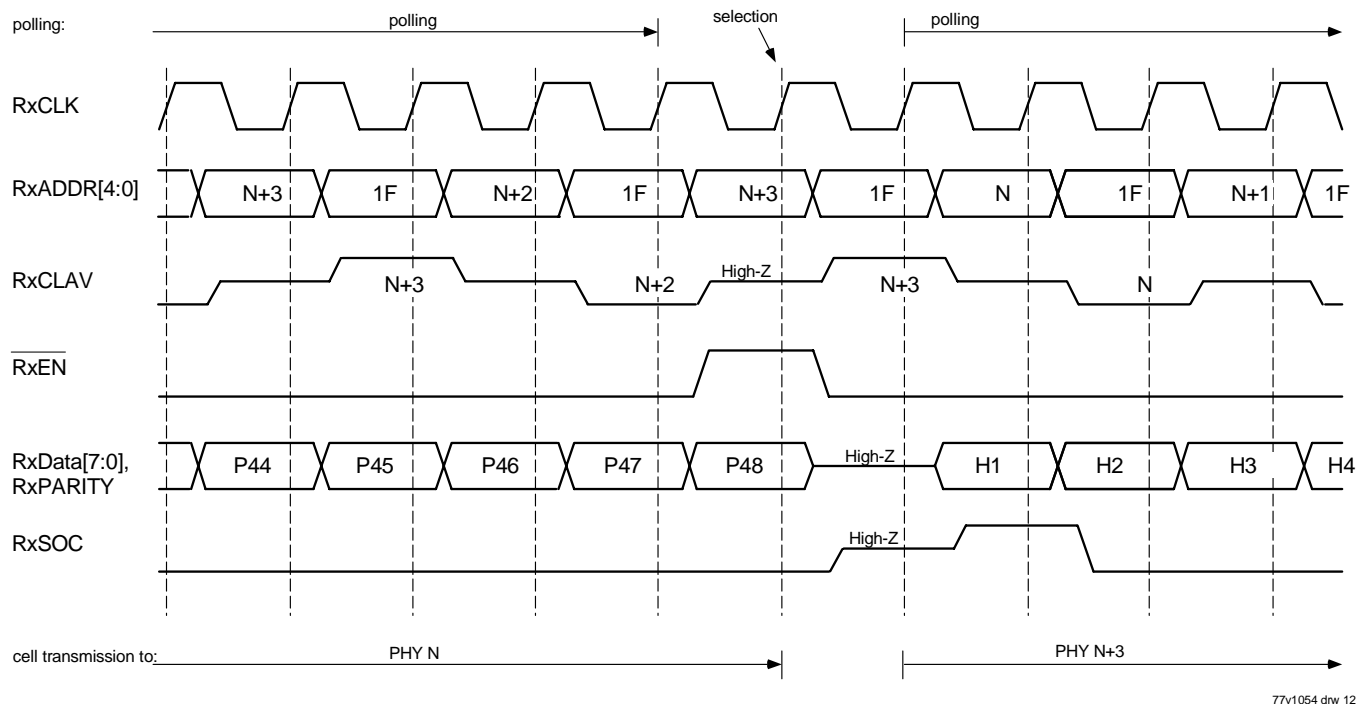 polling: polling selection polling
RxCLK
RxADDR[4:0] N+3 1F N+2 1F N+3 1F N 1F N+1 1F
RxCLAV N+3 N+2 High-Z N+3 N
RxEN
RxData[7:0], RxPARITY P44 P45 P46 P47 P48 High-Z H1 H2 H3 H4
RxSOC High-Z
cell transmission to: PHY N PHY N+3
77v1054 drw 12